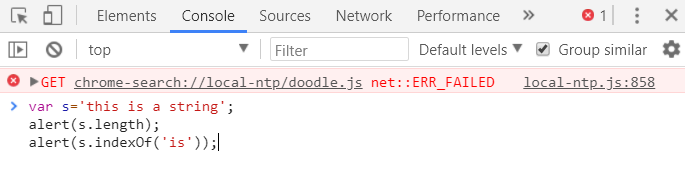 Elements Console Sources Network Performance » 1
top Filter Default levels ▼ Group similar
GET chrome-search://local-ntp/doodle.js net::ERR_FAILED local-ntp.js:858
> var s='this is a string';
alert(s.length);
alert(s.indexOf('is'));